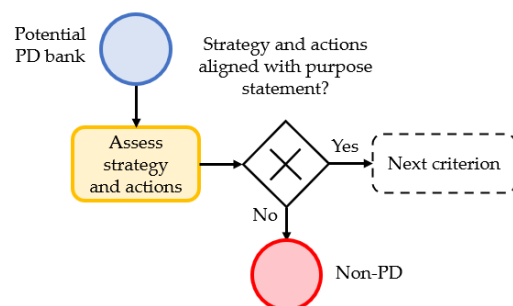 Potential
PD bank
Strategy and actions
aligned with purpose
statement?
Assess
strategy
and actions
Yes
Next criterion
No
Non-PD